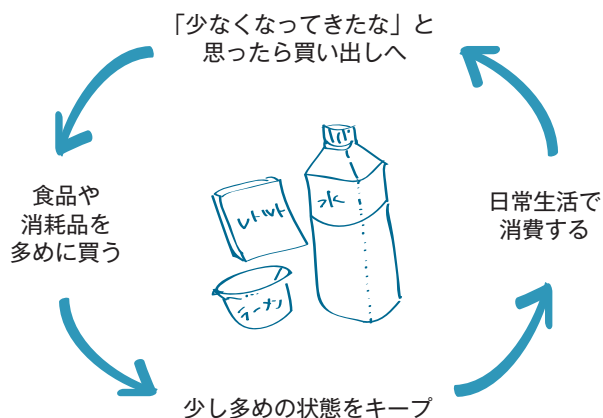 「少なくなってきたな」と
思ったら買い出しへ
食品や
消耗品を
多めに買う
水
レトルト
ラーメン
日常生活で
消費する
少し多めの状態をキープ